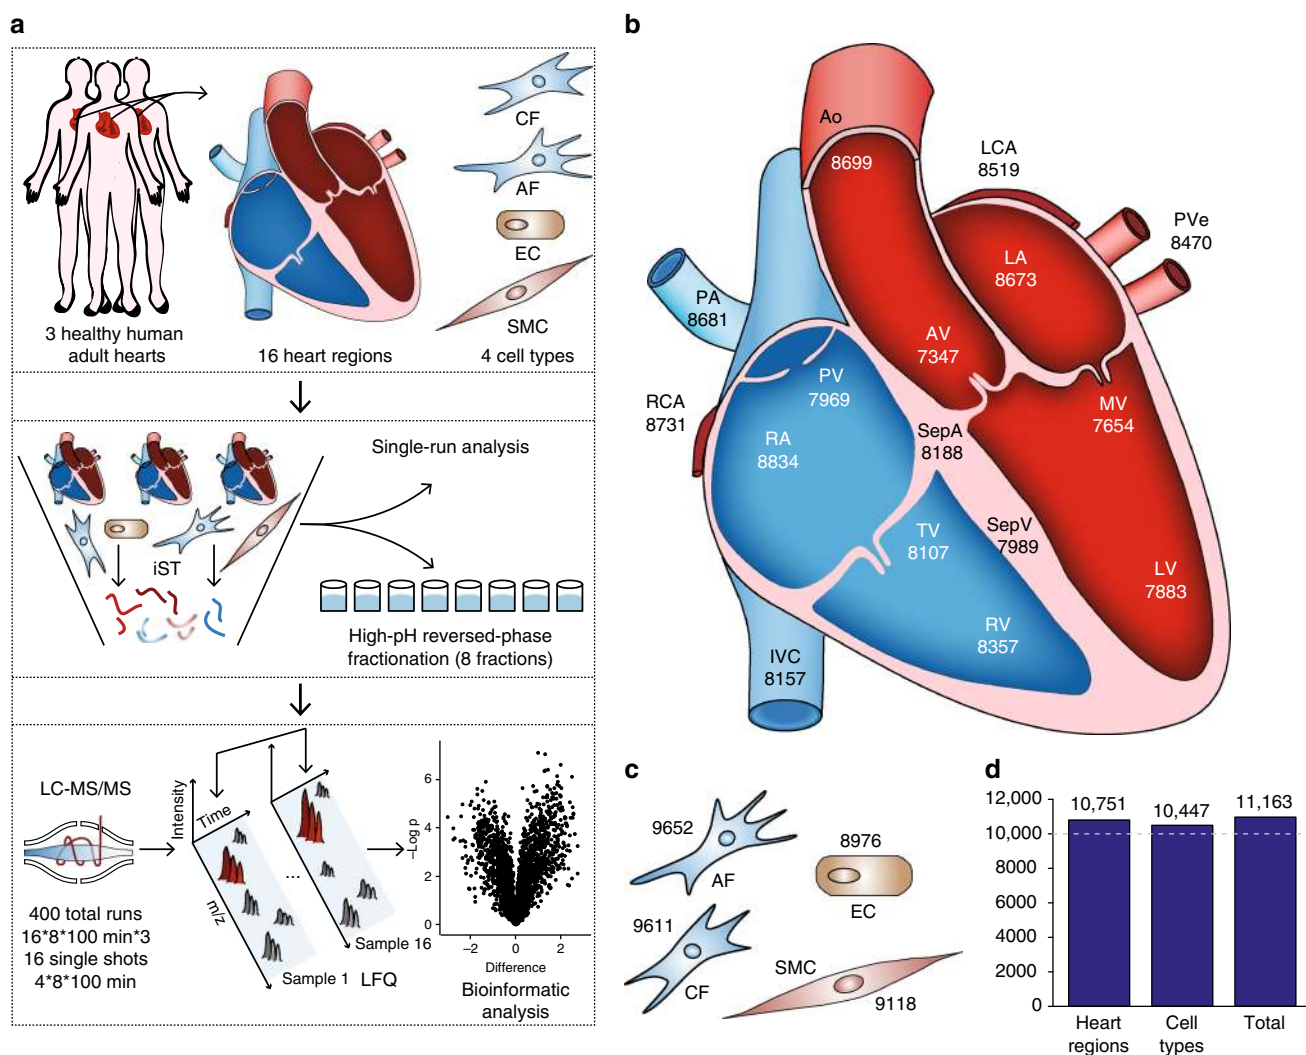 a
3 healthy human
adult hearts
16 heart regions
CF
AF
EC
SMC
4 cell types
iST
Single-run analysis
High-pH reversed-phase
fractionation (8 fractions)
LC-MS/MS
400 total runs
16*8*100 min*3
16 single shots
4*8*100 min
Intensity
Time
m/z
...
Sample 1
Sample 16
LFQ
–Log p
6
4
2
0
–2
0
2
Difference
Bioinformatic
analysis
b
Ao
8699
LCA
8519
PVe
8470
LA
8673
PA
8681
AV
7347
PV
7969
RCA
8731
MV
7654
RA
8834
SepA
8188
TV
8107
SepV
7989
LV
7883
RV
8357
IVC
8157
c
9652
AF
8976
EC
9611
CF
SMC
9118
d
12,000
10,000
8000
6000
4000
2000
0
10,751
10,447
11,163
Heart
regions
Cell
types
Total